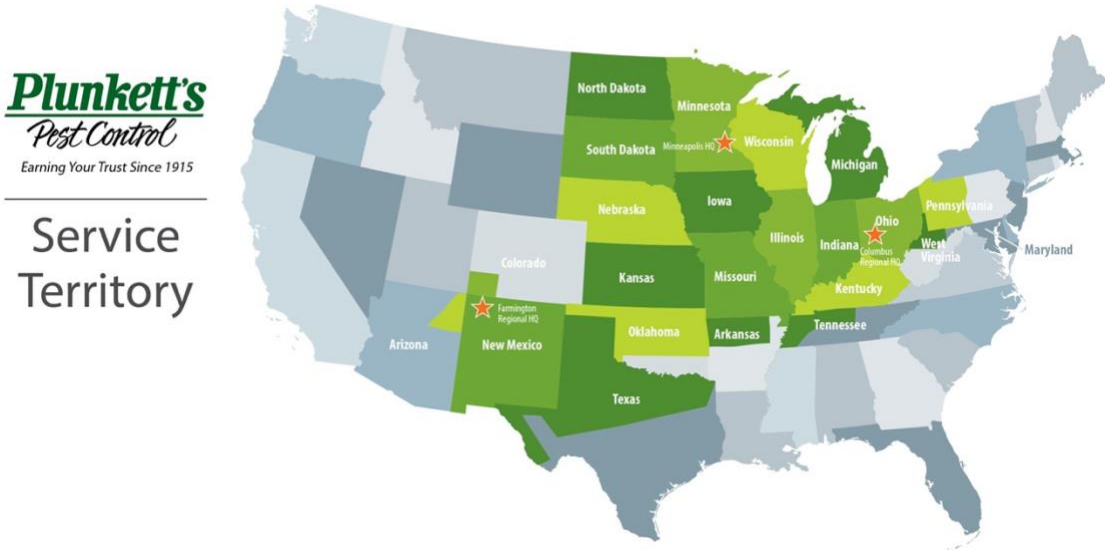 Plunkett's
Pest Control
Earning Your Trust Since 1915
Service
Territory
North Dakota
Minnesota
South Dakota
Minneapolis HQ
Wisconsin
Michigan
Nebraska
Iowa
Pennsylvania
Ohio
Illinois
Indiana
Columbus
Regional HQ
West
Virginia
Maryland
Colorado
Kansas
Missouri
Kentucky
Farmington
Regional HQ
Arizona
New Mexico
Oklahoma
Arkansas
Tennessee
Texas